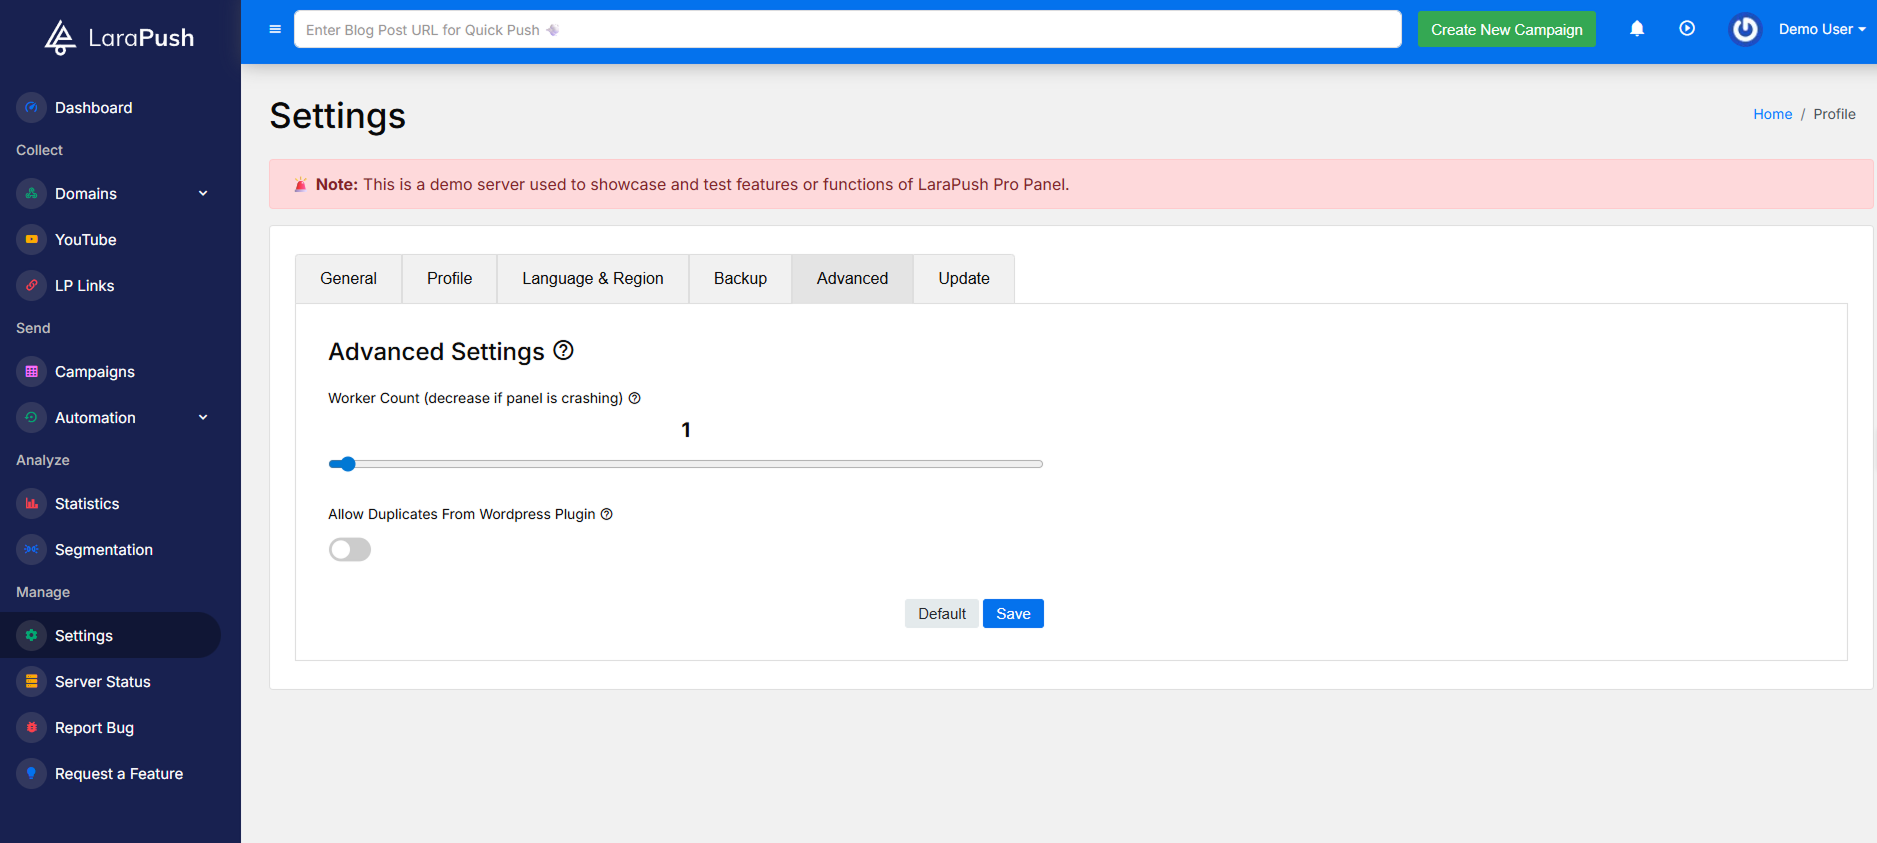 LaraPush
Enter Blog Post URL for Quick Push
Create New Campaign
Demo User
Dashboard
Collect
Domains
YouTube
LP Links
Send
Campaigns
Automation
Analyze
Statistics
Segmentation
Manage
Settings
Server Status
Report Bug
Request a Feature
Settings
Home / Profile
Note: This is a demo server used to showcase and test features or functions of LaraPush Pro Panel.
General Profile Language & Region Backup Advanced Update
Advanced Settings
Worker Count (decrease if panel is crashing)
1
Allow Duplicates From Wordpress Plugin
Default Save